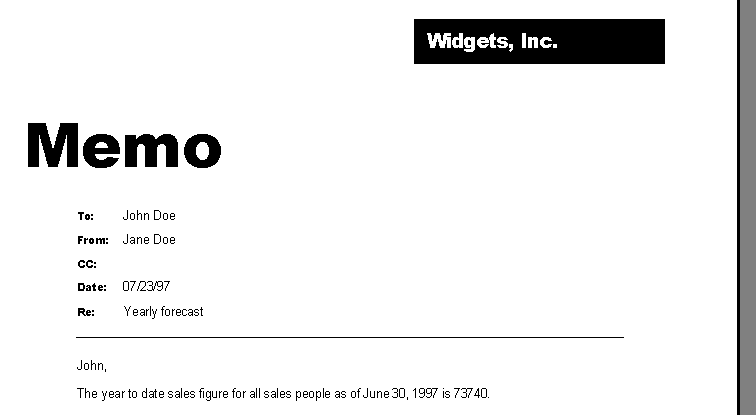 Widgets, Inc.
Memo
To: John Doe
From: Jane Doe
CC:
Date: 07/23/97
Re: Yearly forecast
John,
The year to date sales figure for all sales people as of June 30, 1997 is 73740.